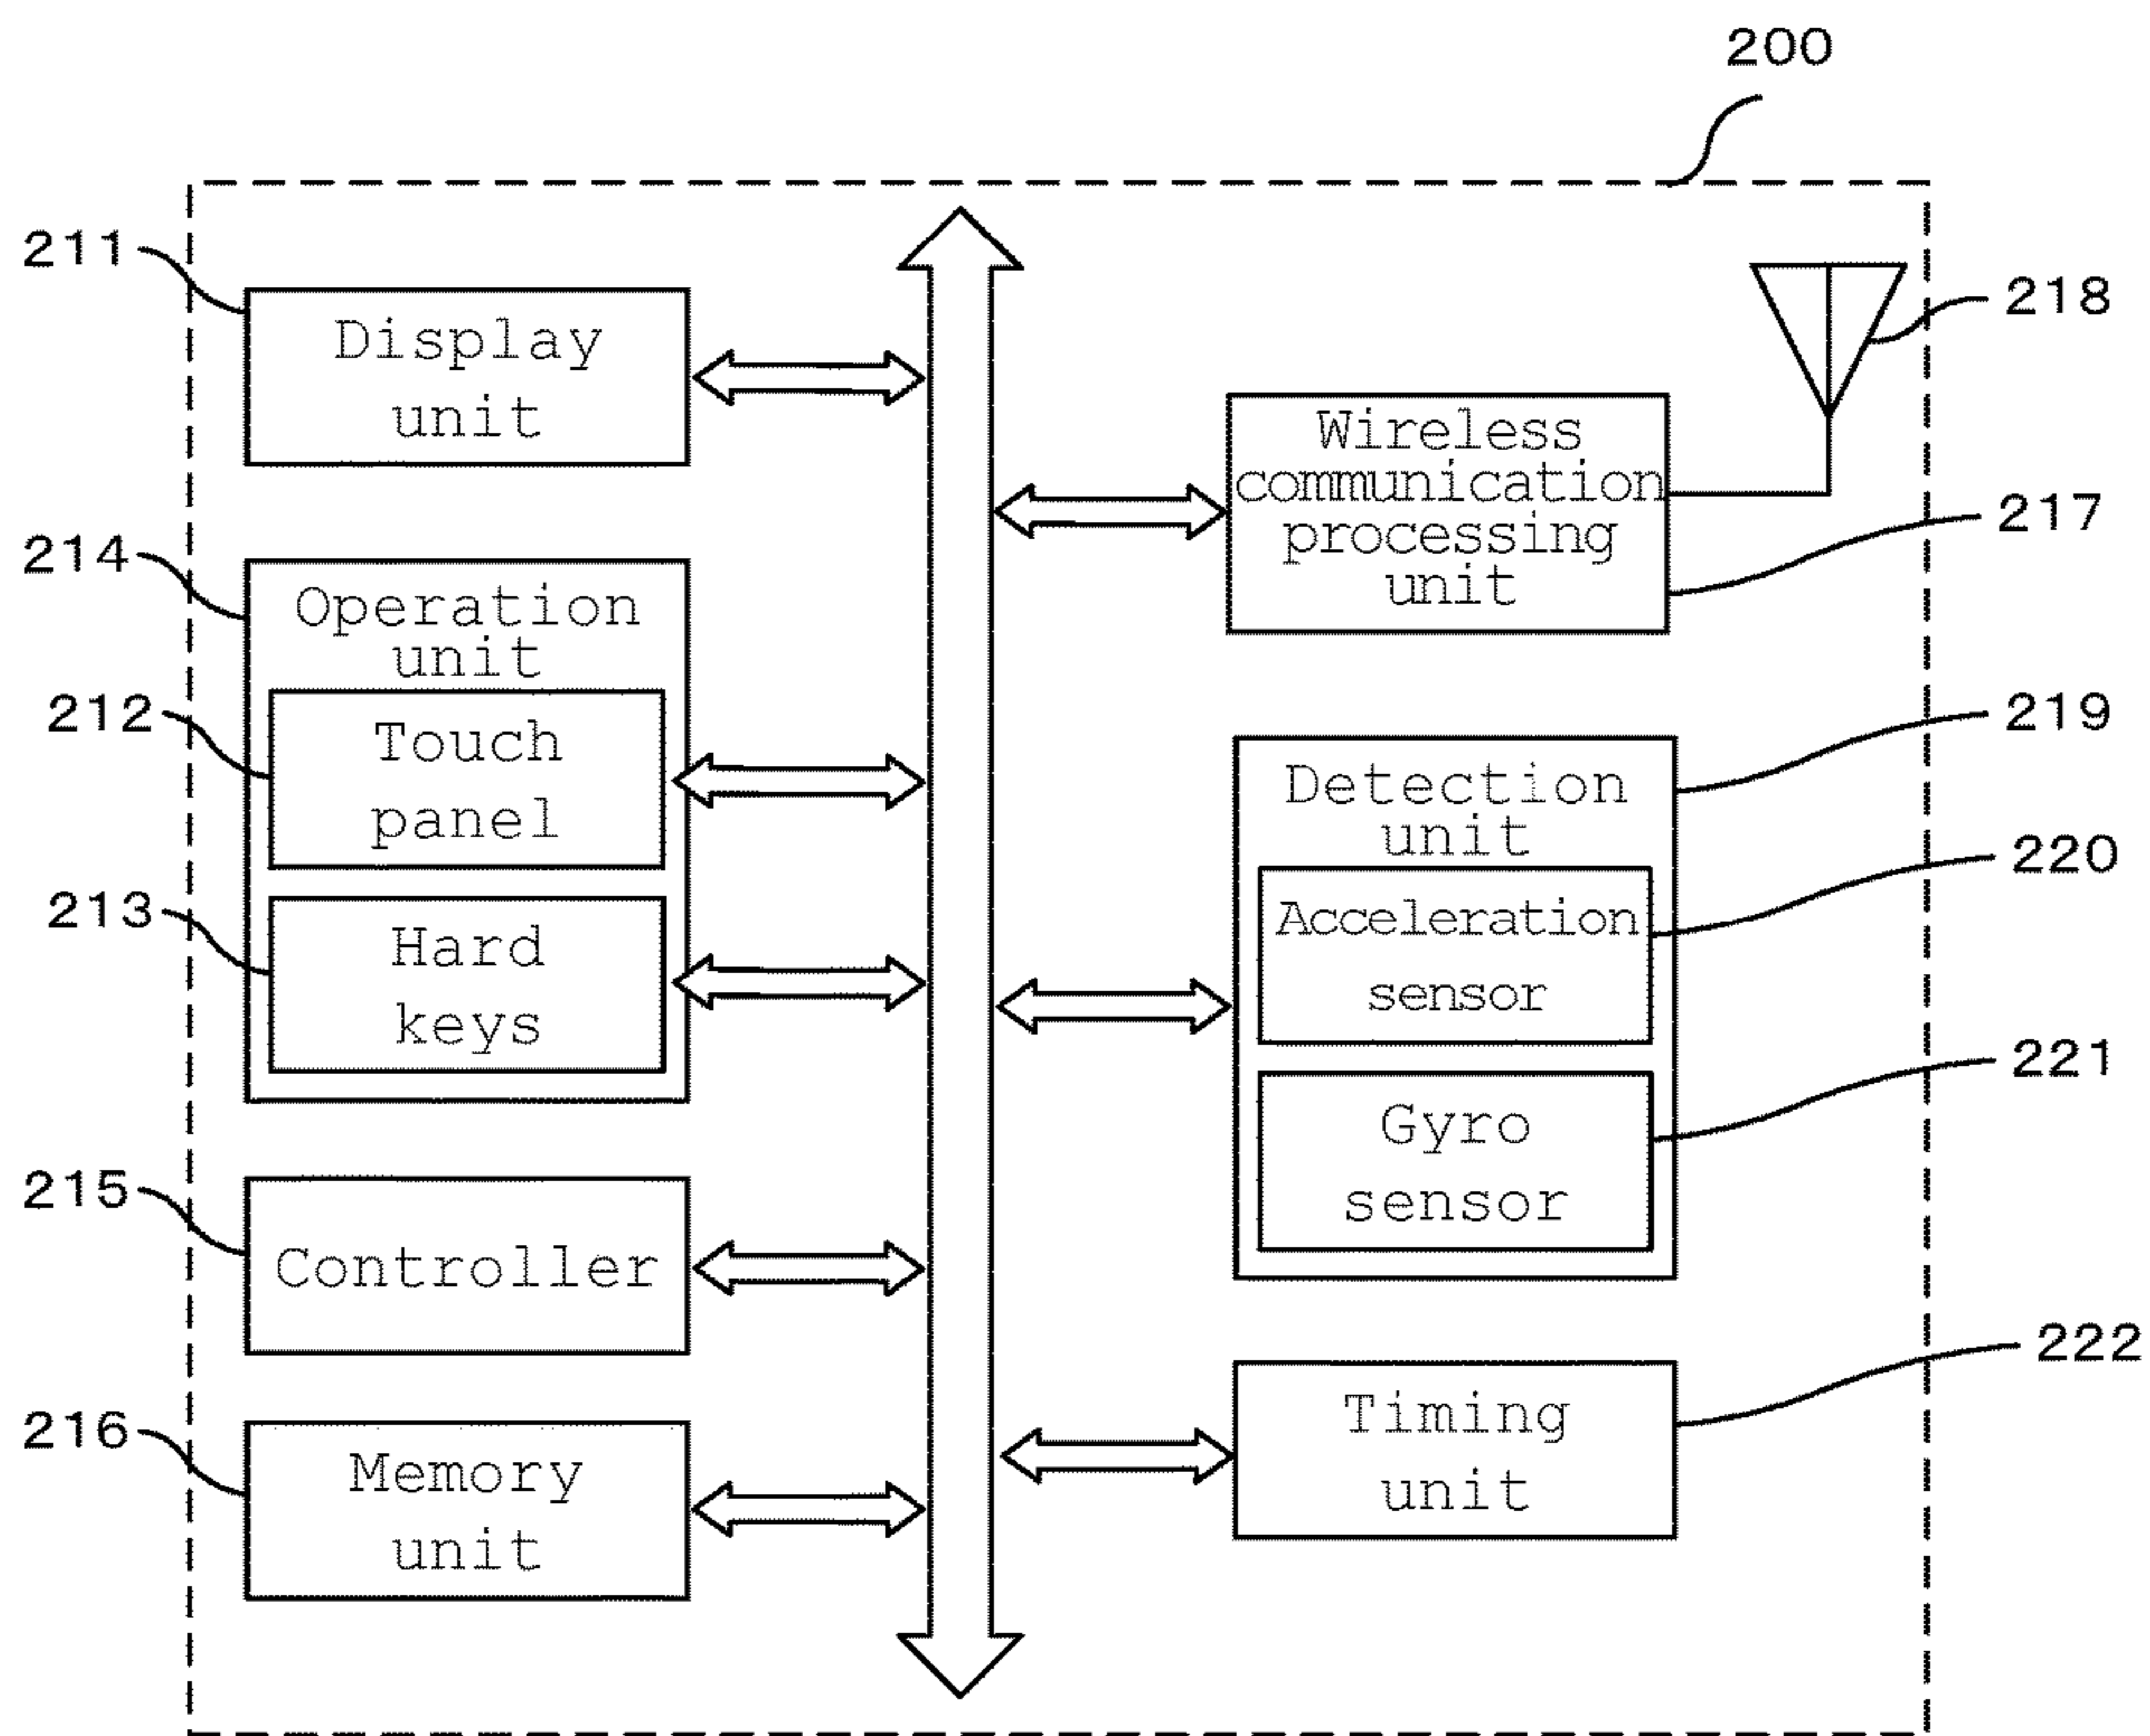 200
211
Display
unit
218
Wireless
communication
processing
unit
217
214
Operation
unit
212
Touch
panel
213
Hard
keys
219
Detection
unit
220
Acceleration
sensor
221
Gyro
sensor
215
Controller
222
Timing
unit
216
Memory
unit